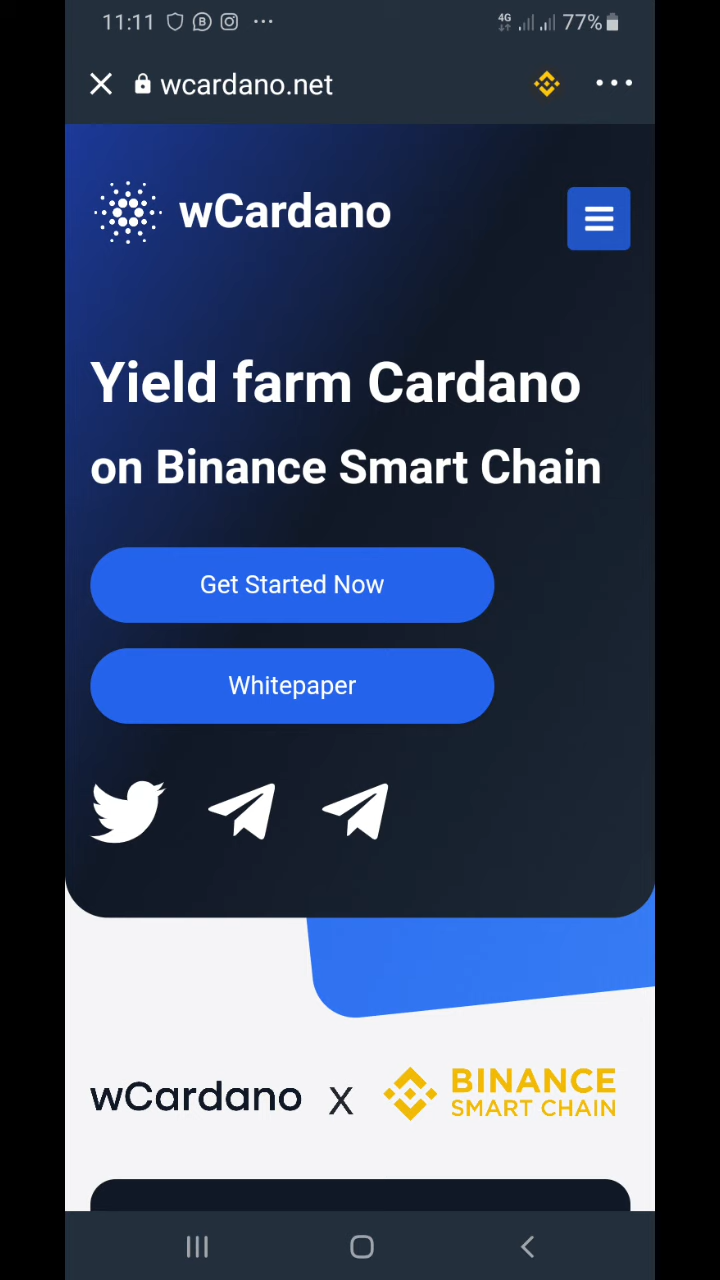 11:11 4G 77%
wcardano.net
wCardano
Yield farm Cardano
on Binance Smart Chain
Get Started Now
Whitepaper
wCardano x BINANCE
SMART CHAIN